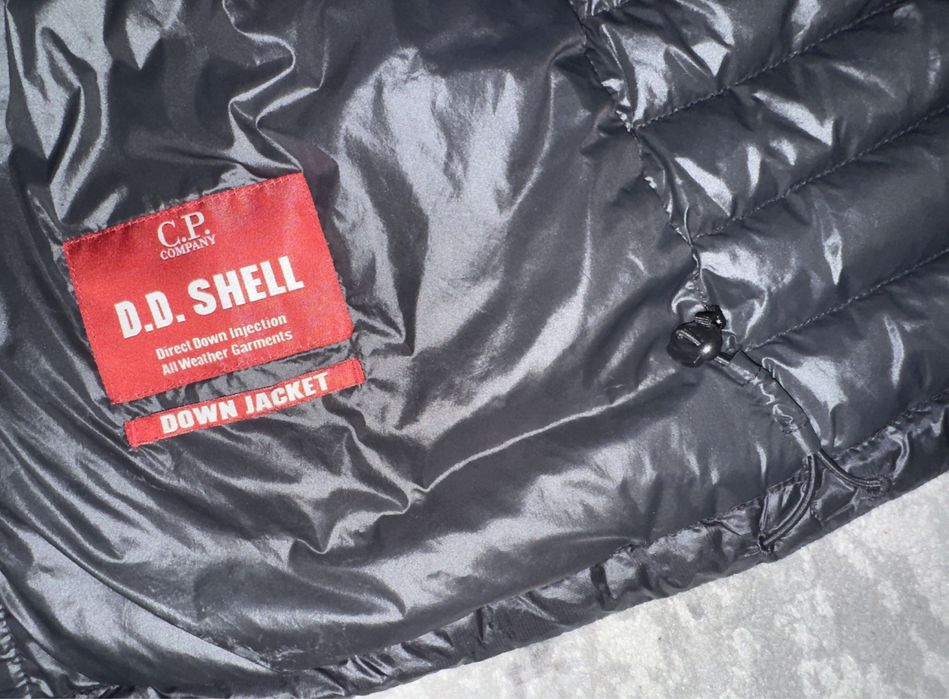 C.P.
COMPANY
D.D. SHELL
Direct Down Injection
All Weather Garments
DOWN JACKET